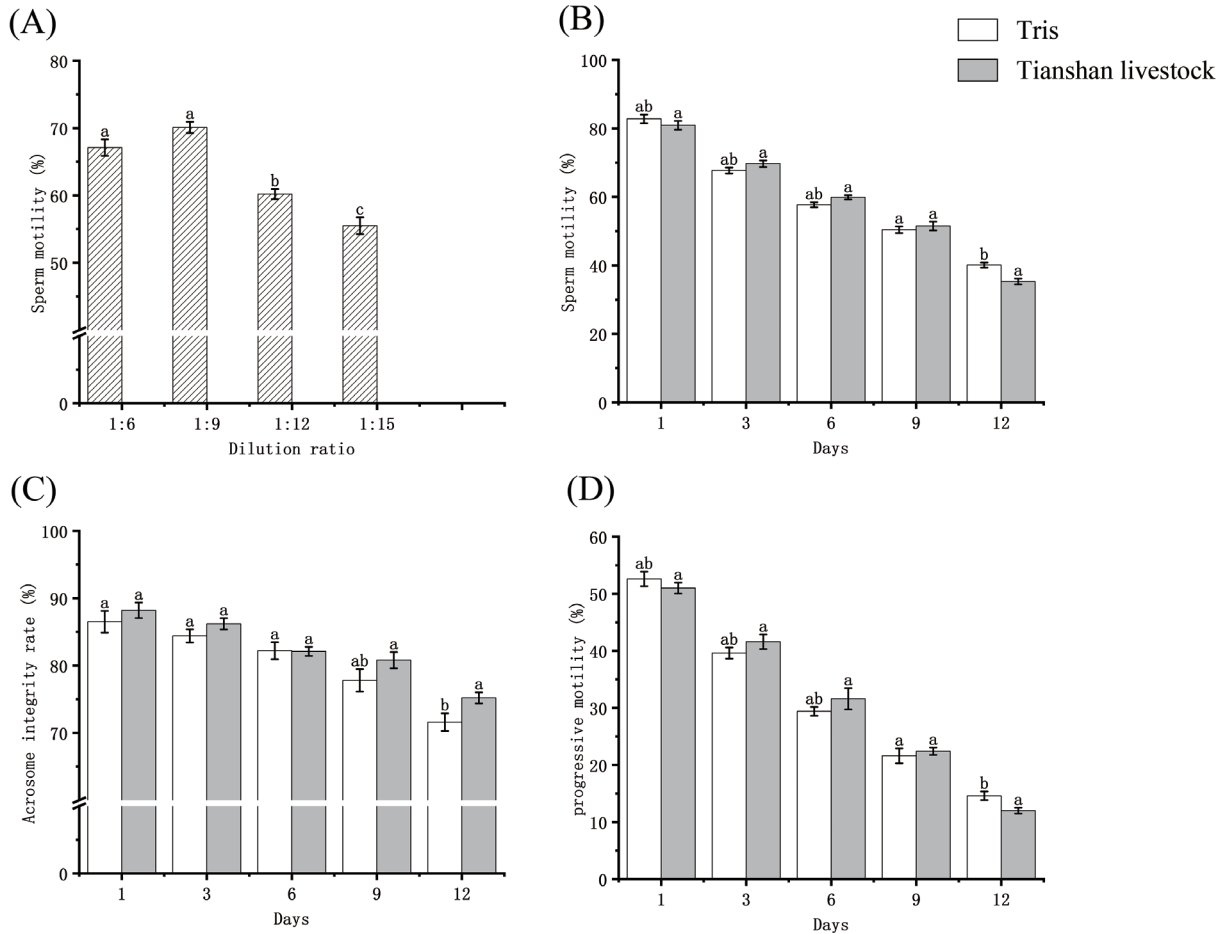 (A)
80
70
60
50
0
Sperm motility (%)
a
a
b
c
1:6 1:9 1:12 1:15
Dilution ratio
(B)
Tris
Tianshan livestock
100
80
60
40
20
0
Sperm motility (%)
ab a ab a ab a a a b a
1 3 6 9 12
Days
(C)
100
90
80
70
0
Acrosome integrity rate (%)
a a a a a a ab a b a
1 3 6 9 12
Days
(D)
60
50
40
30
20
10
0
progressive motility (%)
ab a ab a ab a a a b a
1 3 6 9 12
Days